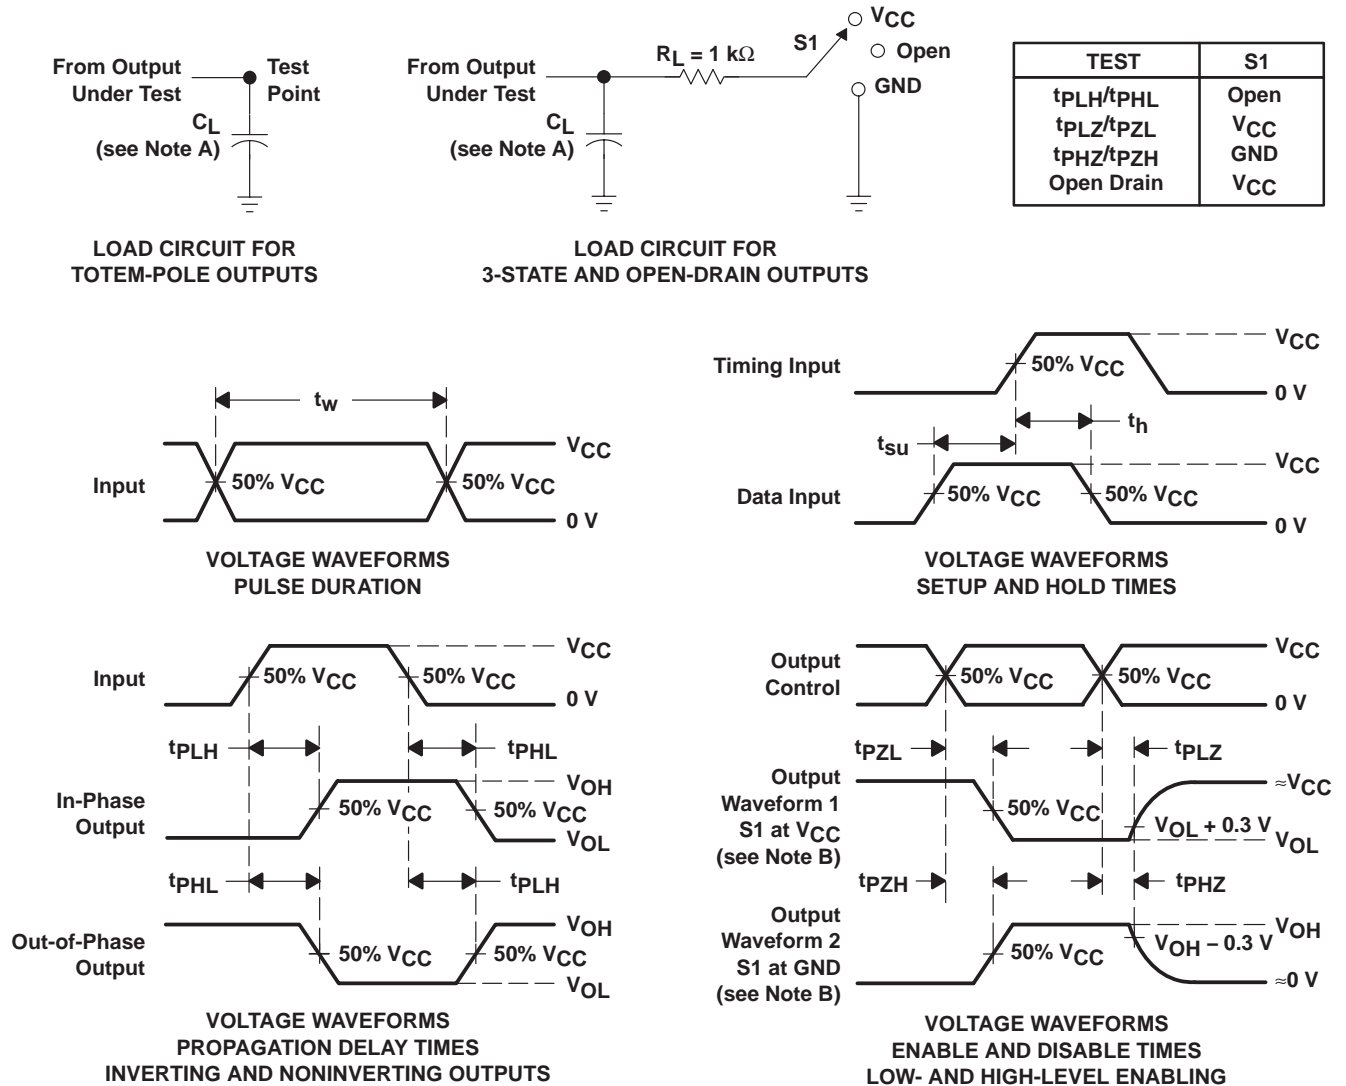 From Output
Under Test
Test
Point
CL
(see Note A)
LOAD CIRCUIT FOR
TOTEM-POLE OUTPUTS
From Output
Under Test
RL = 1 kΩ
S1
VCC
Open
GND
CL
(see Note A)
LOAD CIRCUIT FOR
3-STATE AND OPEN-DRAIN OUTPUTS
TEST S1
tPLH/tPHL Open
tPLZ/tPZL VCC
tPHZ/tPZH GND
Open Drain VCC
tw
Input
50% VCC
50% VCC
VCC
0 V
VOLTAGE WAVEFORMS
PULSE DURATION
Timing Input
50% VCC
VCC
0 V
tsu
th
Data Input
50% VCC
50% VCC
VCC
0 V
VOLTAGE WAVEFORMS
SETUP AND HOLD TIMES
Input
50% VCC
50% VCC
VCC
0 V
tPLH
tPHL
In-Phase
Output
50% VCC
50% VCC
VOH
VOL
tPHL
tPLH
Out-of-Phase
Output
50% VCC
50% VCC
VOH
VOL
VOLTAGE WAVEFORMS
PROPAGATION DELAY TIMES
INVERTING AND NONINVERTING OUTPUTS
Output
Control
50% VCC
50% VCC
VCC
0 V
tPZL
tPLZ
Output
Waveform 1
S1 at VCC
(see Note B)
50% VCC
≈VCC
VOL + 0.3 V
VOL
tPZH
tPHZ
Output
Waveform 2
S1 at GND
(see Note B)
50% VCC
VOH
VOH − 0.3 V
≈0 V
VOLTAGE WAVEFORMS
ENABLE AND DISABLE TIMES
LOW- AND HIGH-LEVEL ENABLING